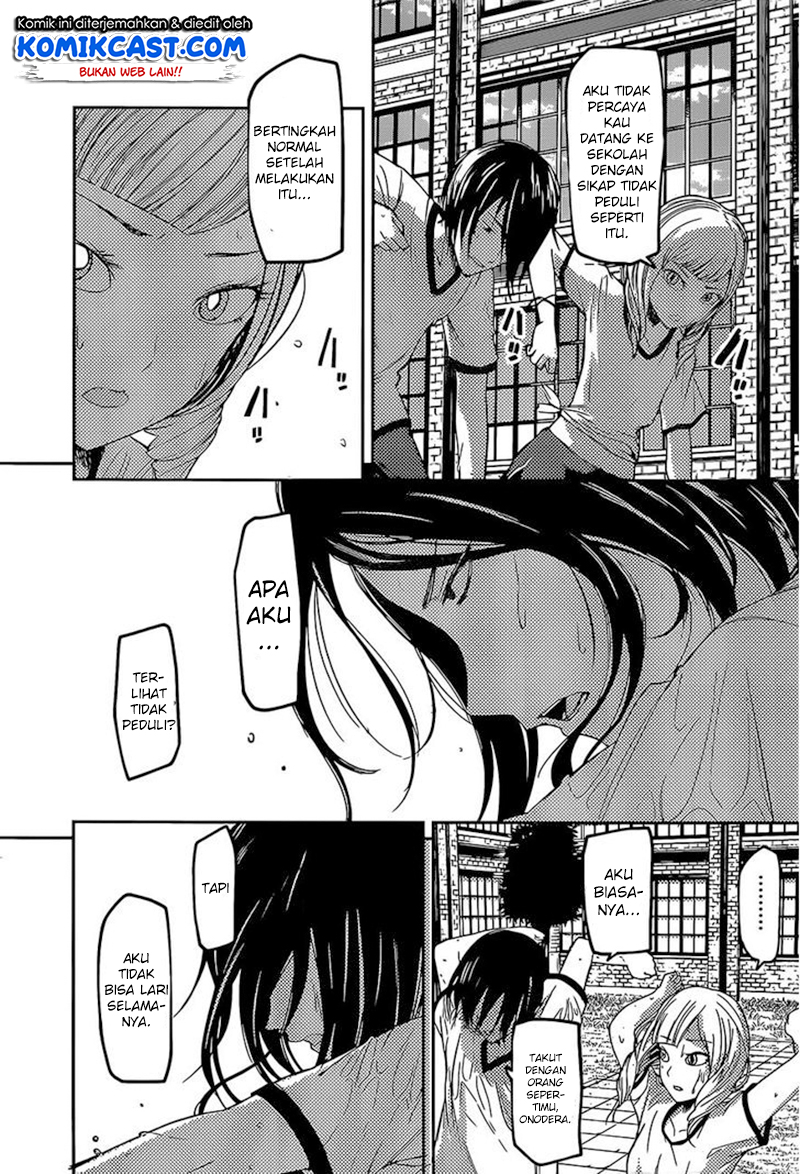 Komik ini diterjemahkan & diedit oleh
KOMIKCAST.COM
BUKAN WEB LAIN!!
AKU TIDAK
PERCAYA
KAU
DATANG KE
SEKOLAH
DENGAN
SIKAP TIDAK
PEDULI
SEPERTI
ITU.
BERTINGKAH
NORMAL
SETELAH
MELAKUKAN
ITU...
APA
AKU
...
TER-
LIHAT
TIDAK
PEDULI?
.........
AKU
BIASA-
NYA...
TAKUT
DENGAN
ORANG
SEPER-
TIMU,
ONODERA.
TAPI
AKU
TIDAK
BISA LARI
SELAMA-
NYA.